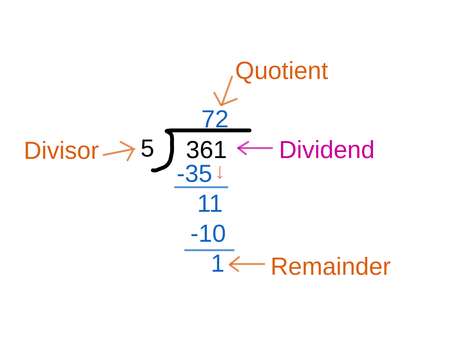 Quotient
72
Divisor 5 361 Dividend
-35
11
-10
1 Remainder